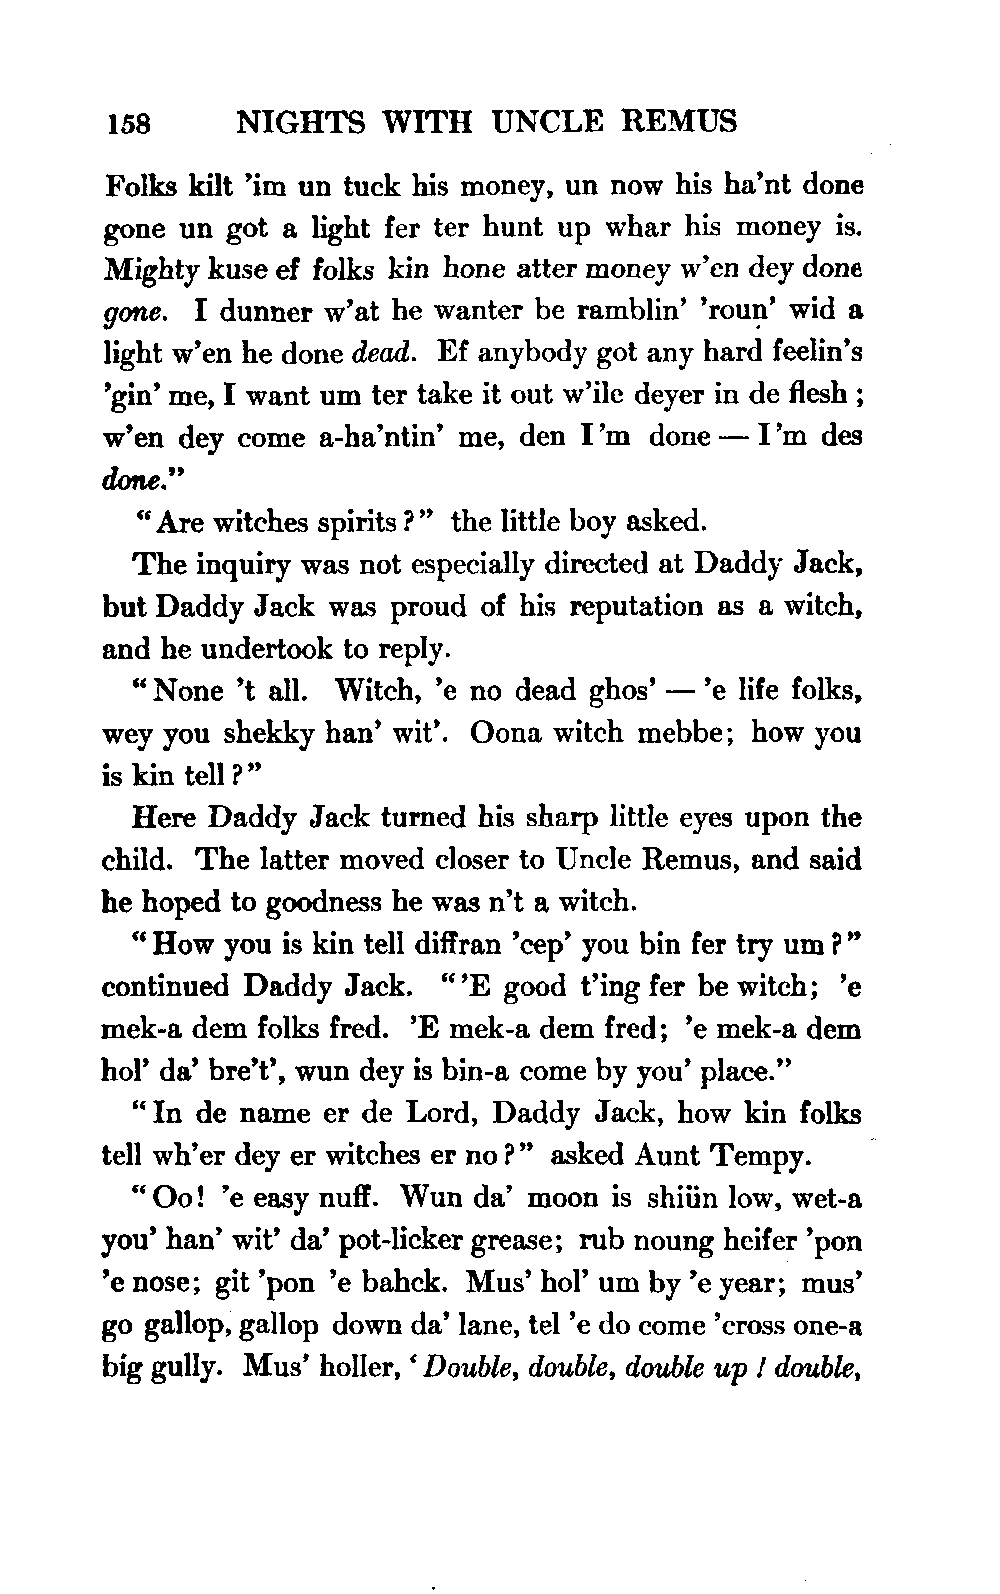 158 NIGHTS WITH UNCLE REMUS
Folks kilt 'im un tuck his money, un now his ha'nt done
gone un got a light fer ter hunt up whar his money is.
Mighty kuse ef folks kin hone atter money w'en dey done
gone. I dunner w'at he wanter be ramblin' 'roun' wid a
light w'en he done dead. Ef anybody got any hard feelin's
'gin' me, I want um ter take it out w'ile deyer in de flesh;
w'en dey come a-ha'ntin' me, den I'm done — I'm des
done."
"Are witches spirits?" the little boy asked.
The inquiry was not especially directed at Daddy Jack,
but Daddy Jack was proud of his reputation as a witch,
and he undertook to reply.
"None 't all. Witch, 'e no dead ghos' — 'e life folks,
wey you shekky han' wit'. Oona witch mebbe; how you
is kin tell?"
Here Daddy Jack turned his sharp little eyes upon the
child. The latter moved closer to Uncle Remus, and said
he hoped to goodness he was n't a witch.
"How you is kin tell diffran 'cep' you bin fer try um?"
continued Daddy Jack. "'E good t'ing fer be witch; 'e
mek-a dem folks fred. 'E mek-a dem fred; 'e mek-a dem
hol' da' bre't', wun dey is bin-a come by you' place."
"In de name er de Lord, Daddy Jack, how kin folks
tell wh'er dey er witches er no?" asked Aunt Tempy.
"Oo! 'e easy nuff. Wun da' moon is shiün low, wet-a
you' han' wit' da' pot-licker grease; rub noung heifer 'pon
'e nose; git 'pon 'e bahck. Mus' hol' um by 'e year; mus'
go gallop, gallop down da' lane, tel 'e do come 'cross one-a
big gully. Mus' holler, 'Double, double, double up! double,